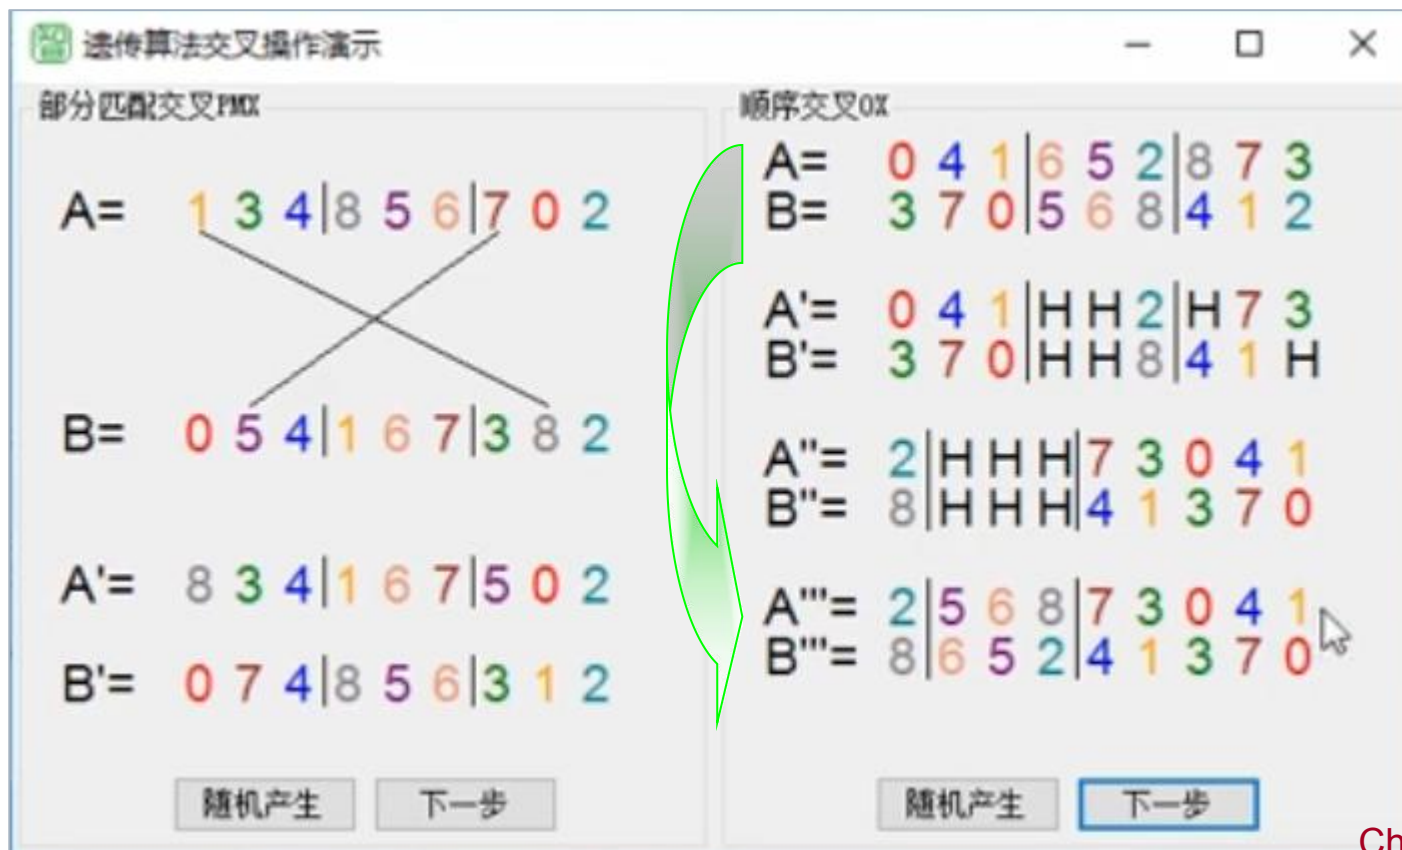 遗传算法交叉操作演示
部分匹配交叉PMX
A= 1 3 4|8 5 6|7 0 2
B= 0 5 4|1 6 7|3 8 2
A'= 8 3 4|1 6 7|5 0 2
B'= 0 7 4|8 5 6|3 1 2
随机产生 下一步
顺序交叉OX
A= 0 4 1|6 5 2|8 7 3
B= 3 7 0|5 6 8|4 1 2
A'= 0 4 1|H H 2|H 7 3
B'= 3 7 0|H H 8|4 1 H
A''= 2|H H H|7 3 0 4 1
B''= 8|H H H|4 1 3 7 0
A'''= 2|5 6 8|7 3 0 4 1
B'''= 8|6 5 2|4 1 3 7 0
随机产生 下一步
Ch